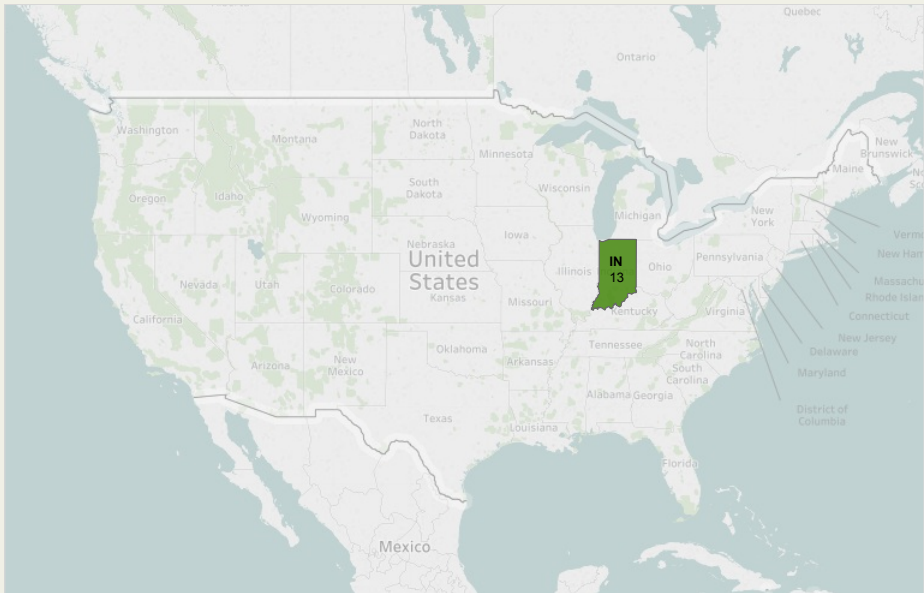 Quebec
Ontario
Washington
Montana
North
Dakota
Minnesota
New
Brunswick
Maine
Oregon
Idaho
South
Dakota
Wisconsin
Michigan
Wyoming
New
York
Iowa
Nebraska
Nevada
Utah
Colorado
United
States
Kansas
Illinois
IN
13
Ohio
Pennsylvania
California
Missouri
Kentucky
Virginia
Arizona
New
Mexico
Oklahoma
Arkansas
Tennessee
North
Carolina
South
Carolina
Texas
Louisiana
Alabama
Georgia
Florida
Mexico
Verm
New Ham
Massachu
Rhode Islan
Connecticut
New Jersey
Delaware
Maryland
District of
Columbia